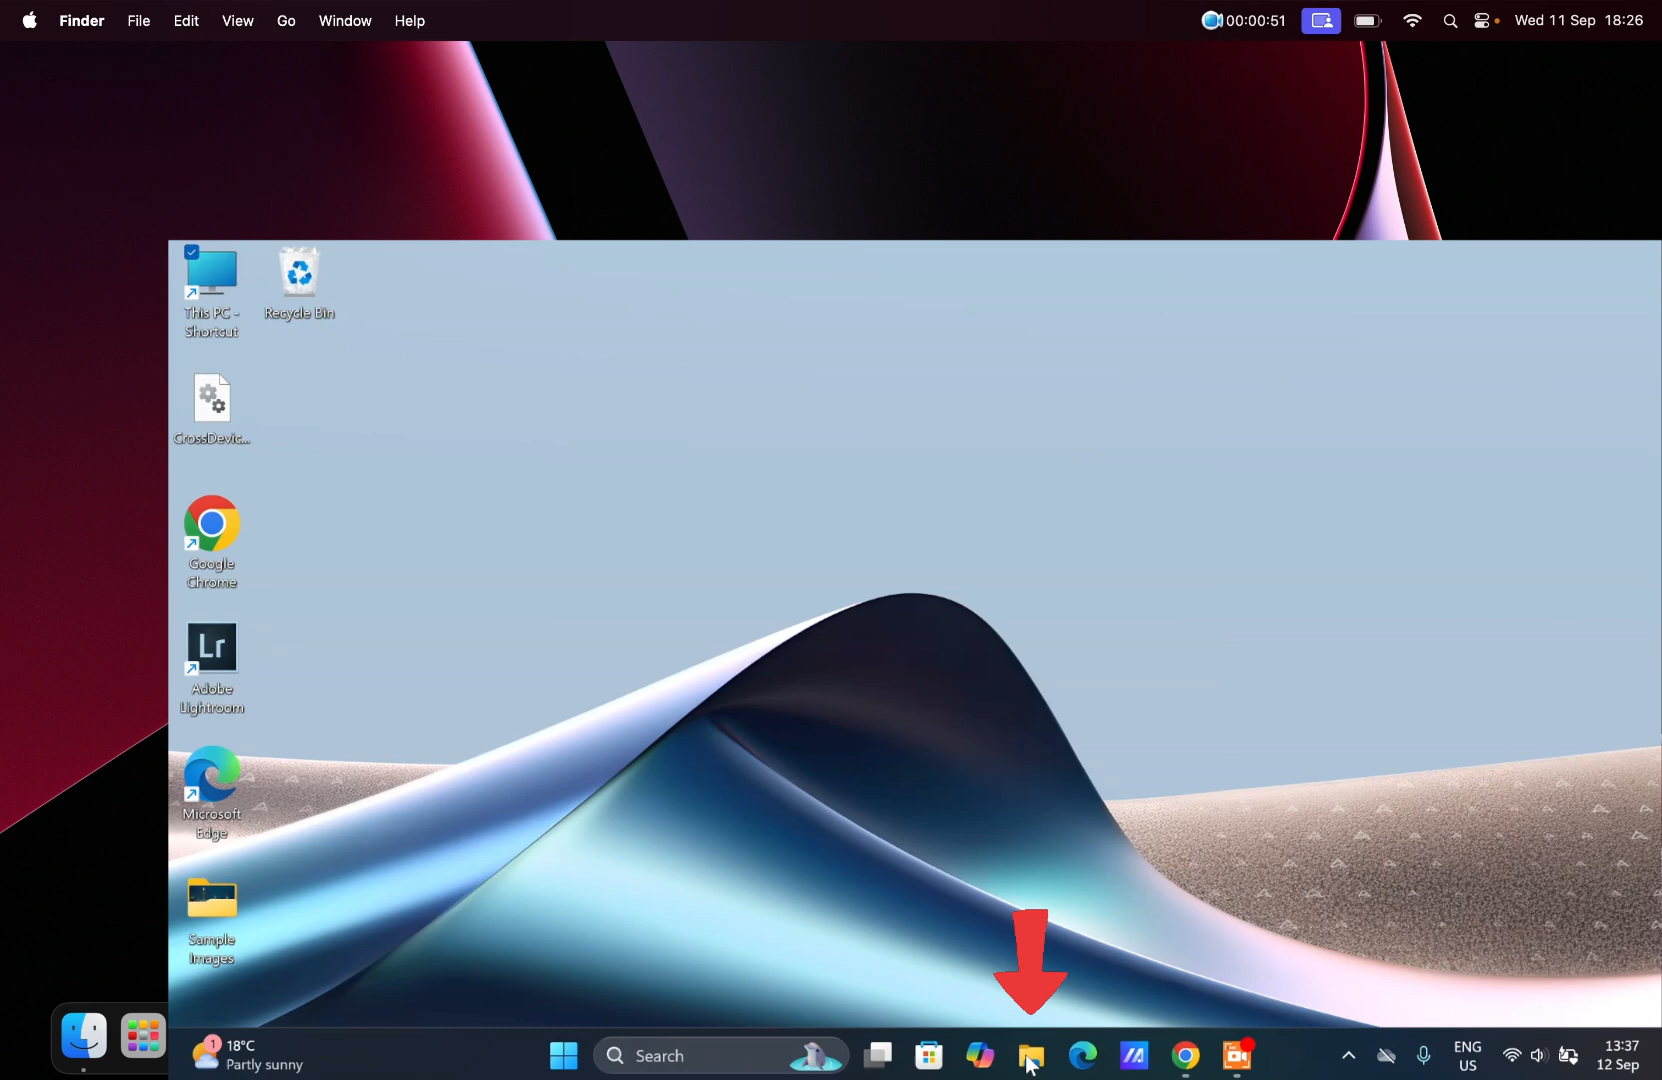 Finder File Edit View Go Window Help 00:00:51 Wed 11 Sep 18:26
This PC -
Shortcut
Recycle Bin
CrossDevic...
Google
Chrome
Lr
Adobe
Lightroom
Microsoft
Edge
Sample
Images
1
18°C
Partly sunny
Search
ENG
US
13:37
12 Sep